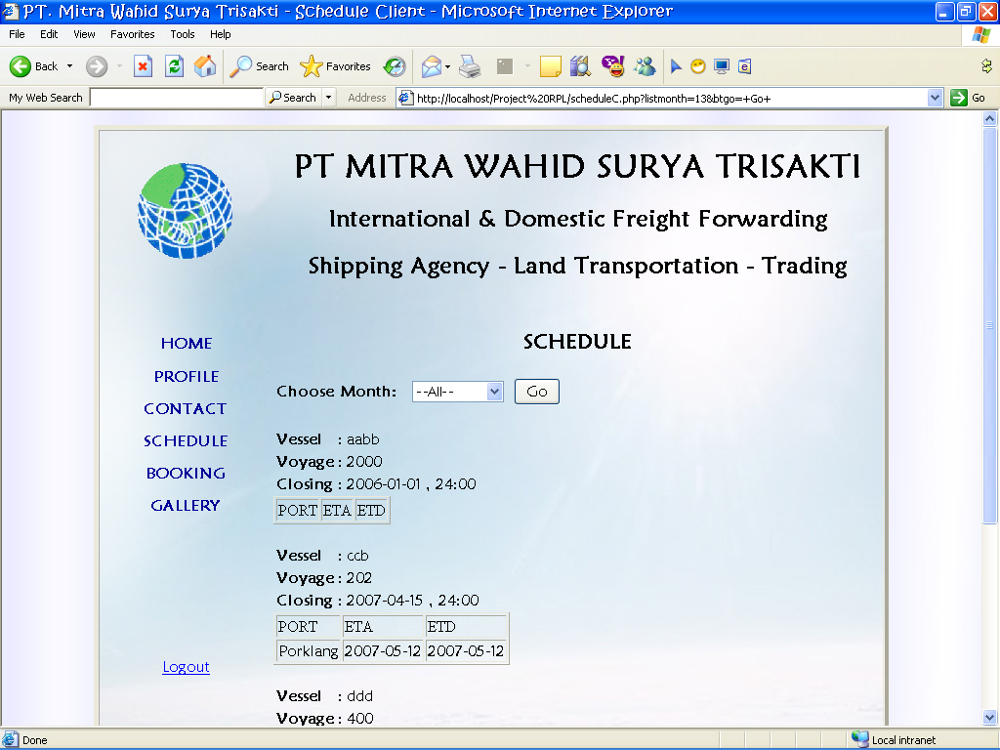 PT. Mitra Wahid Surya Trisakti - Schedule Client - Microsoft Internet Explorer
File Edit View Favorites Tools Help
Back Search Favorites
My Web Search Search Address http://localhost/Project%20RPL/scheduleC.php?listmonth=13&btgo=+Go+ Go
PT MITRA WAHID SURYA TRISAKTI
International & Domestic Freight Forwarding
Shipping Agency - Land Transportation - Trading
HOME
PROFILE
CONTACT
SCHEDULE
BOOKING
GALLERY
Logout
SCHEDULE
Choose Month: --All-- Go
Vessel : aabb
Voyage : 2000
Closing : 2006-01-01 , 24:00
PORT ETA ETD
Vessel : ccb
Voyage : 202
Closing : 2007-04-15 , 24:00
PORT ETA ETD
Porklang 2007-05-12 2007-05-12
Vessel : ddd
Voyage : 400
Done Local intranet